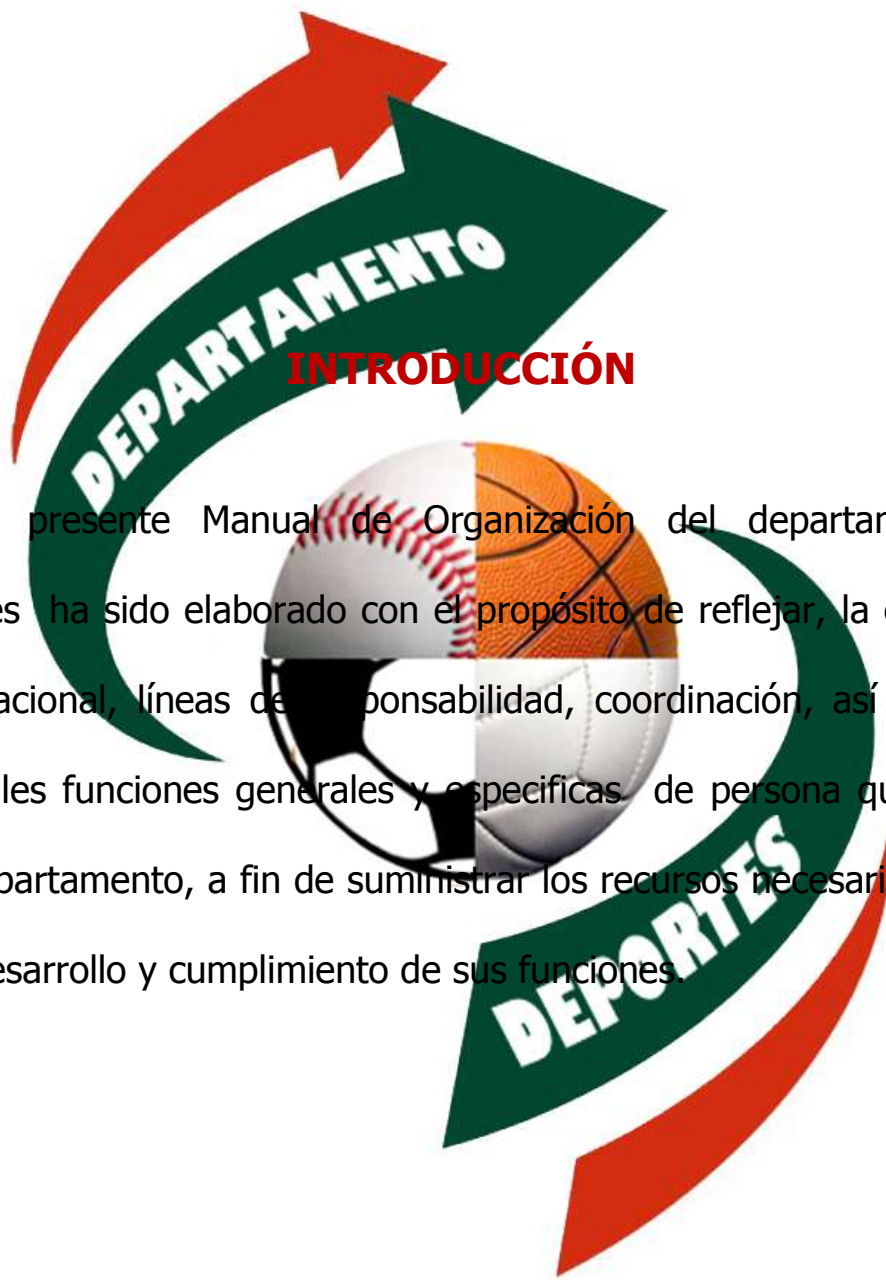 DEPARTAMENTO
INTRODUCCIÓN
presente Manual de Organización del departam
es ha sido elaborado con el propósito de reflejar, la
acional, líneas de ponsabilidad, coordinación, así
les funciones generales y especificas de persona qu
partamento, a fin de suministrar los recursos necesari
esarrollo y cumplimiento de sus funciones.
DEPORTES